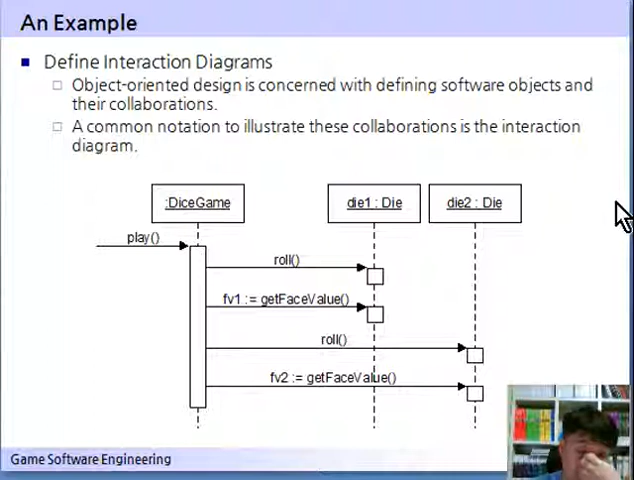 An Example
Define Interaction Diagrams
Object-oriented design is concerned with defining software objects and
their collaborations.
A common notation to illustrate these collaborations is the interaction
diagram.
:DiceGame
die1 : Die
die2 : Die
play()
roll()
fv1 := getFaceValue()
roll()
fv2 := getFaceValue()
Game Software Engineering